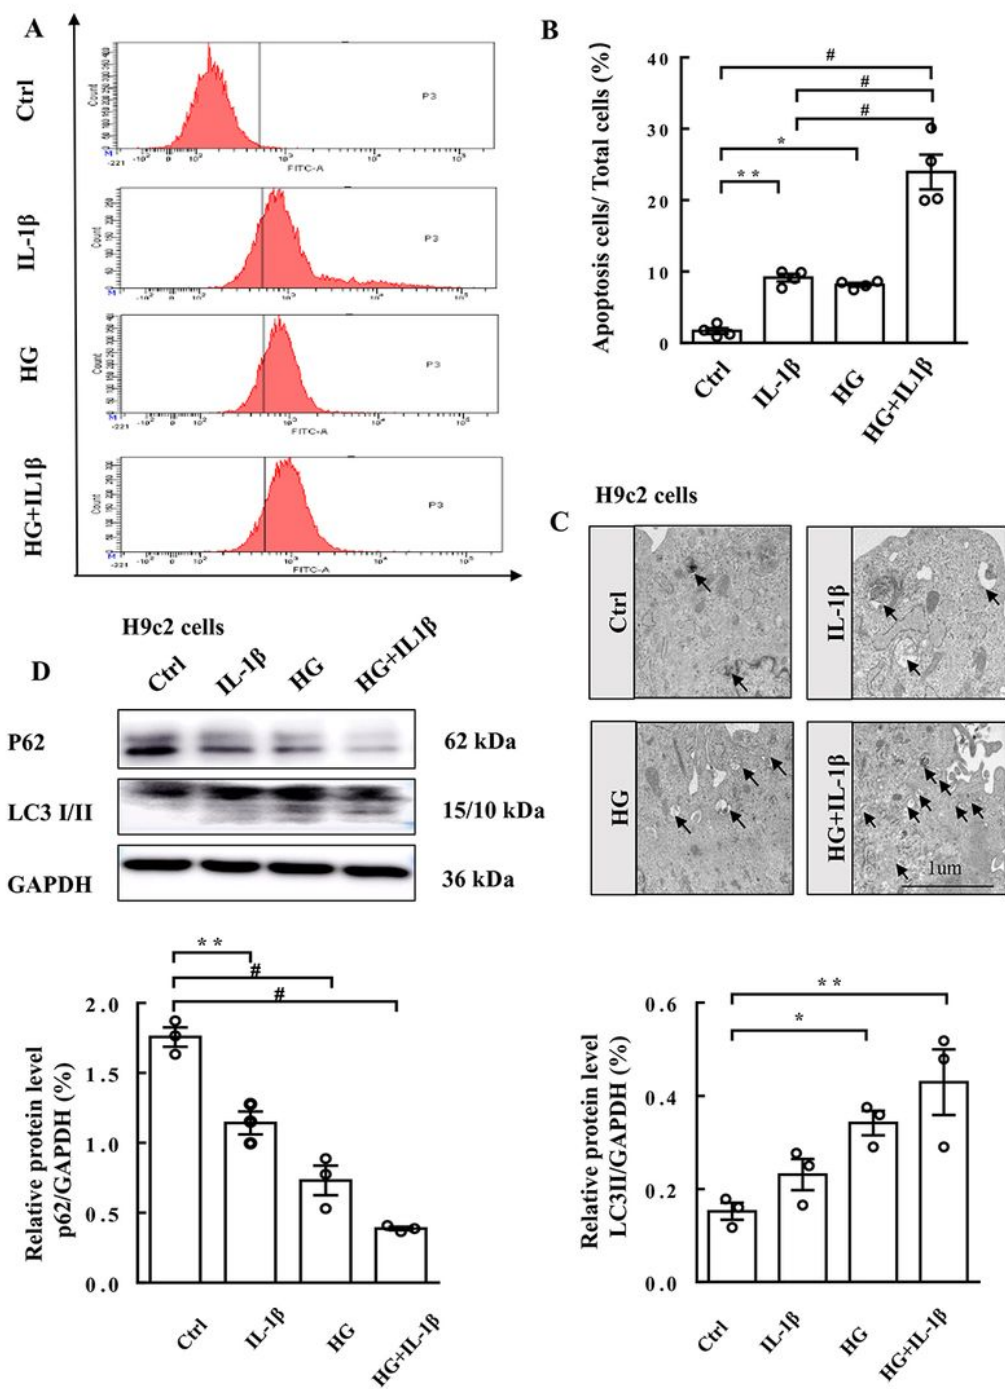 A
Ctrl
Count
P3
FITC-A
IL-1β
Count
P3
FITC-A
HG
Count
P3
FITC-A
HG+IL1β
Count
P3
FITC-A
B
Apoptosis cells/ Total cells (%)
40
30
20
10
0
#
#
#
*
**
Ctrl
IL-1β
HG
HG+IL1β
H9c2 cells
C
Ctrl
IL-1β
HG
HG+IL-1β
1um
H9c2 cells
D
Ctrl
IL-1β
HG
HG+IL1β
P62
62 kDa
LC3 I/II
15/10 kDa
GAPDH
36 kDa
Relative protein level
p62/GAPDH (%)
**
#
#
2.0
1.5
1.0
0.5
0.0
Ctrl
IL-1β
HG
HG+IL-1β
Relative protein level
LC3II/GAPDH (%)
**
*
0.6
0.4
0.2
0.0
Ctrl
IL-1β
HG
HG+IL-1β